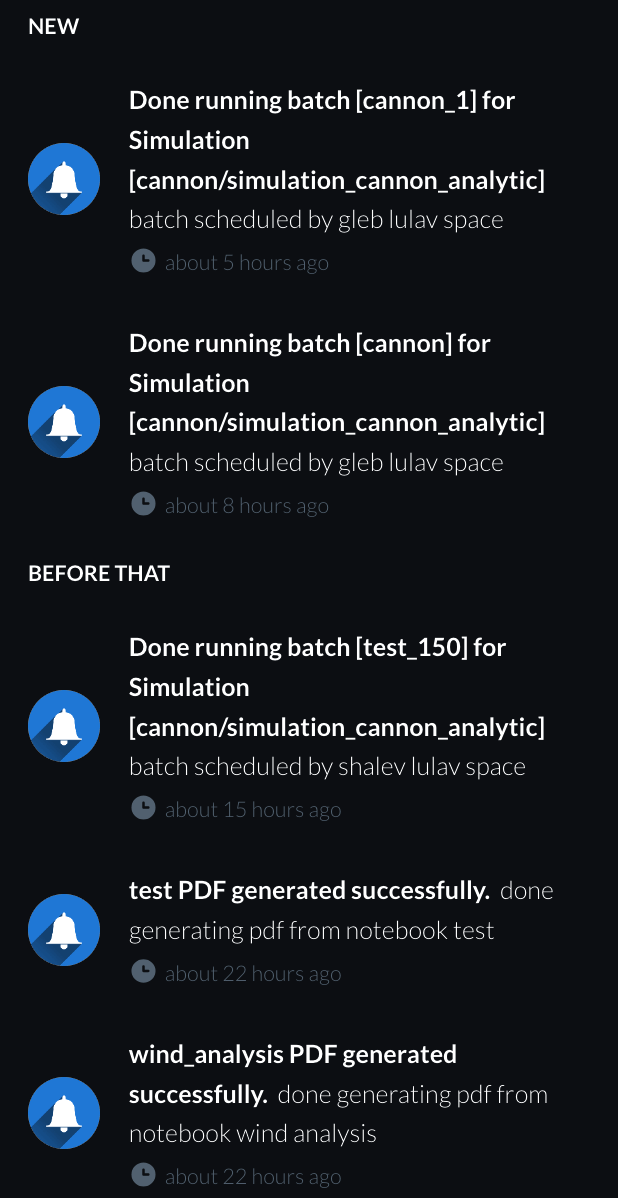 NEW
Done running batch [cannon_1] for
Simulation
[cannon/simulation_cannon_analytic]
batch scheduled by gleb lulav space
about 5 hours ago
Done running batch [cannon] for
Simulation
[cannon/simulation_cannon_analytic]
batch scheduled by gleb lulav space
about 8 hours ago
BEFORE THAT
Done running batch [test_150] for
Simulation
[cannon/simulation_cannon_analytic]
batch scheduled by shalev lulav space
about 15 hours ago
test PDF generated successfully. done
generating pdf from notebook test
about 22 hours ago
wind_analysis PDF generated
successfully. done generating pdf from
notebook wind analysis
about 22 hours ago